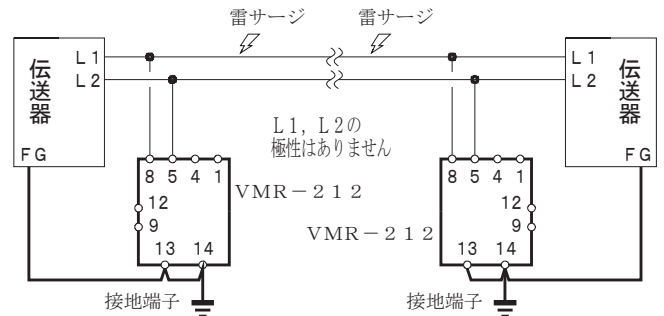 雷サージ 雷サージ
伝送器 L1 L1 伝送器
L2 L2
L1,L2の
極性はありません
FG FG
8 5 4 1 8 5 4 1
VMR-212
12 12
9 VMR-212 9
13 14 13 14
接地端子 接地端子